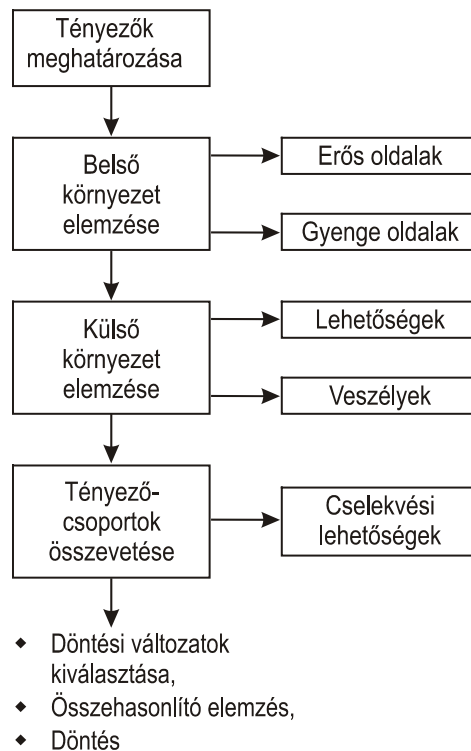 Tényezők
meghatározása
Belső
környezet
elemzése
Erős oldalak
Gyenge oldalak
Külső
környezet
elemzése
Lehetőségek
Veszélyek
Tényező-
csoportok
összevetése
Cselekvési
lehetőségek
◆ Döntési változatok
kiválasztása,
◆ Összehasonlító elemzés,
◆ Döntés